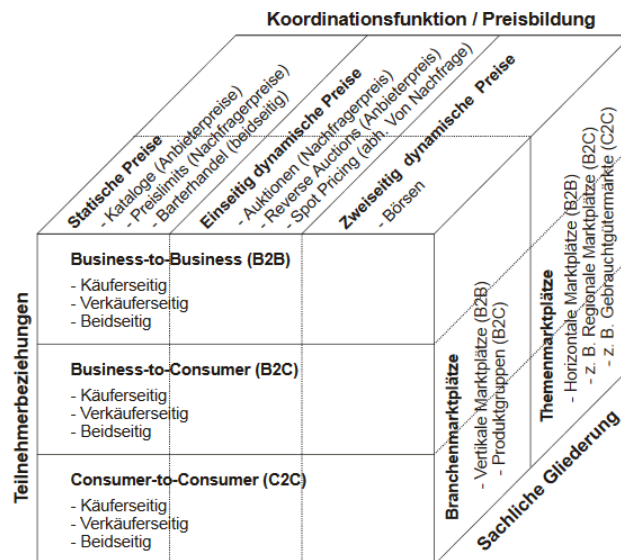 Koordinationsfunktion / Preisbildung
Statische Preise
- Kataloge (Anbieterpreise)
- Preislimits (Nachfragerpreise)
- Barterhandel (beidseitig)
Einseitig dynamische Preise
- Auktionen (Nachfragerpreis)
- Reverse Auctions (Anbieterpreis)
- Spot Pricing (abh. Von Nachfrage)
Zweiseitig dynamische Preise
- Börsen
Teilnehmerbeziehungen
Business-to-Business (B2B)
- Käuferseitig
- Verkäuferseitig
- Beidseitig
Business-to-Consumer (B2C)
- Käuferseitig
- Verkäuferseitig
- Beidseitig
Consumer-to-Consumer (C2C)
- Käuferseitig
- Verkäuferseitig
- Beidseitig
Branchenmarktplätze
- Vertikale Marktplätze (B2B)
- Produktgruppen (B2C)
Themenmarktplätze
- Horizontale Marktplätze (B2B)
- z. B. Regionale Marktplätze (B2C)
- z. B. Gebrauchtgütermärkte (C2C)
Sachliche Gliederung